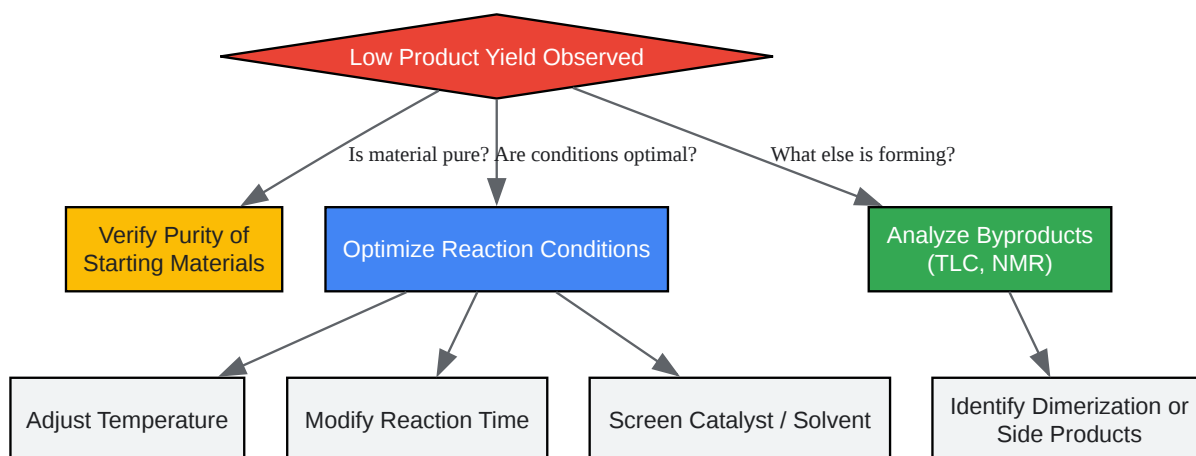 Low Product Yield Observed
Is material pure?
Are conditions optimal?
What else is forming?
Verify Purity of
Starting Materials
Optimize Reaction Conditions
Analyze Byproducts
(TLC, NMR)
Adjust Temperature
Modify Reaction Time
Screen Catalyst / Solvent
Identify Dimerization or
Side Products